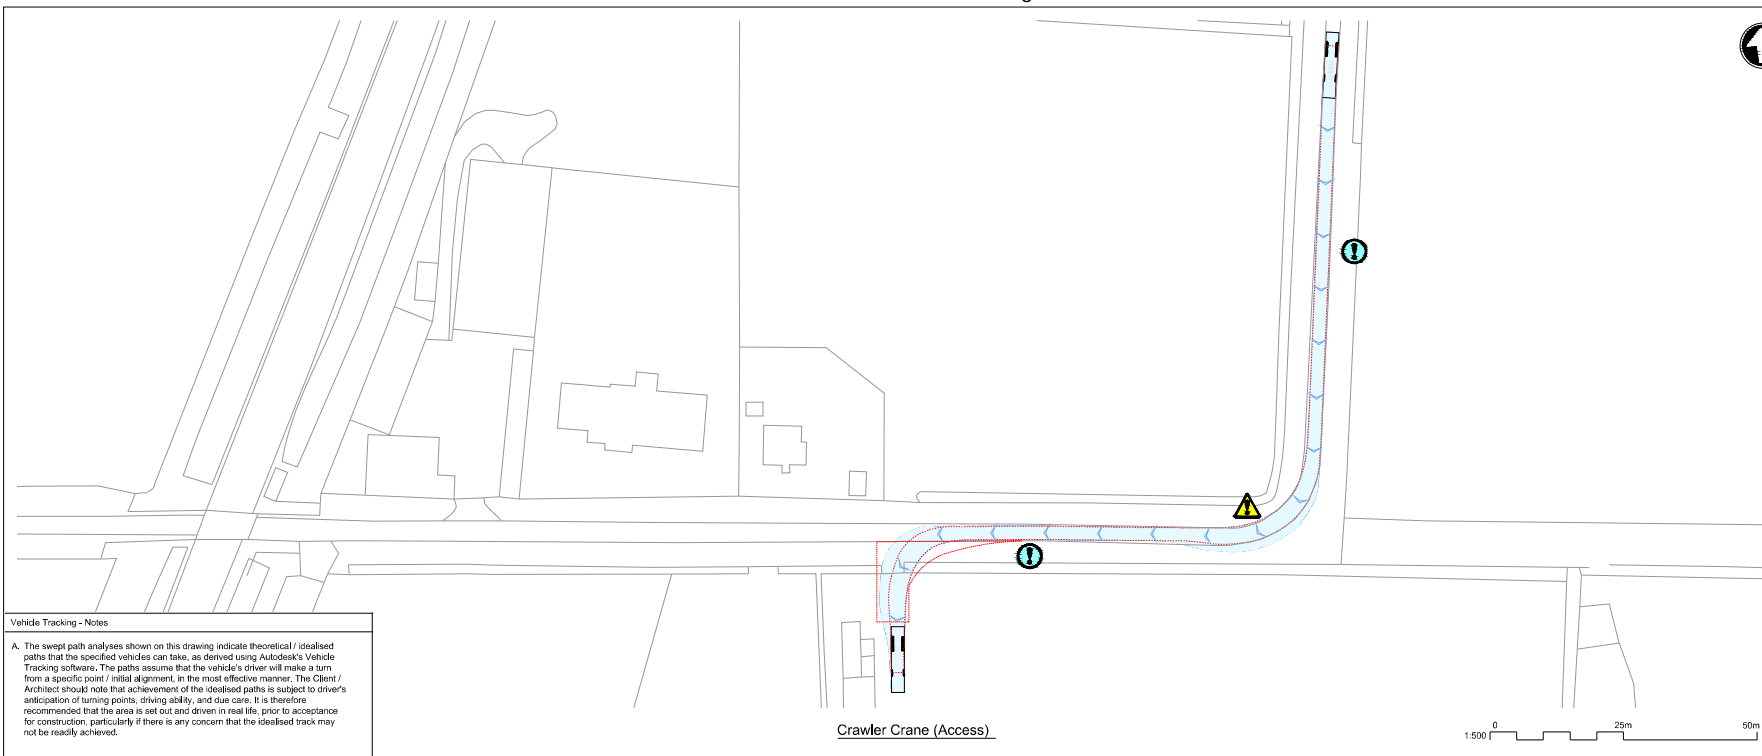 Vehicle Tracking - Notes
A. The swept path analyses shown on this drawing indicate theoretical / idealised
paths that the specified vehicles can take, as derived using Autodesk's Vehicle
Tracking software. The paths assume that the vehicle's driver will make a turn
from a specific point / initial alignment, in the most effective manner. The Client /
Architect should note that achievement of the idealised paths is subject to driver's
anticipation of turning points, driving ability, and due care. It is therefore
recommended that the area is set out and driven in real life, prior to acceptance
for construction, particularly if there is any concern that the idealised track may
not be readily achieved.
Crawler Crane (Access)
0 25m 50m
1:500